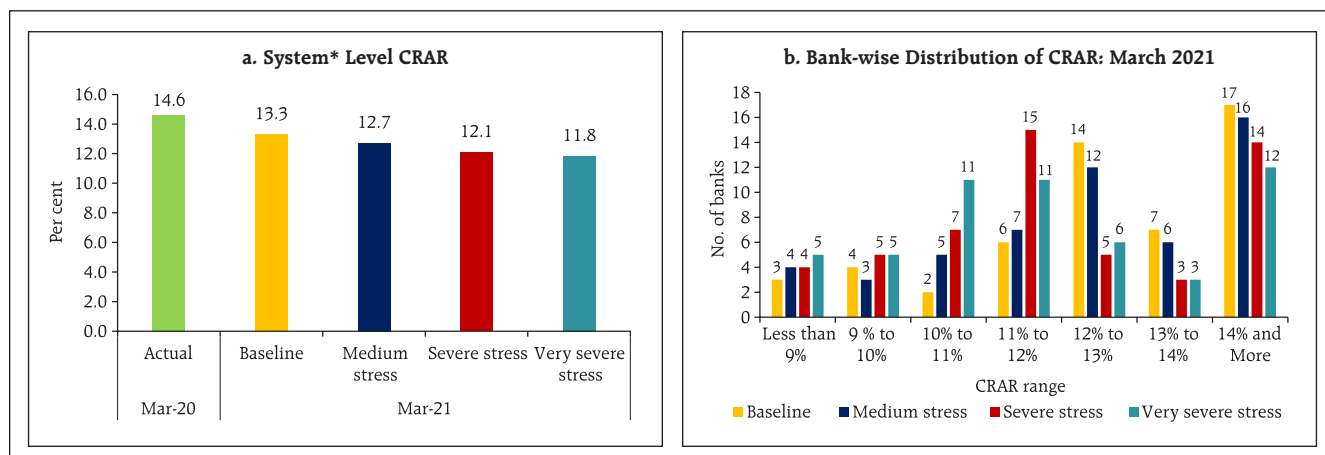 a. System* Level CRAR
Per cent
16.0
14.0
12.0
10.0
8.0
6.0
4.0
2.0
0.0
14.6
13.3
12.7
12.1
11.8
Actual
Baseline
Medium
stress
Severe stress
Very severe
stress
Mar-20
Mar-21
b. Bank-wise Distribution of CRAR: March 2021
No. of banks
18
16
14
12
10
8
6
4
2
0
3
4
4
5
4
3
5
5
2
5
7
11
6
7
15
11
14
12
5
6
7
6
3
3
17
16
14
12
Less than
9%
9 % to
10%
10% to
11%
11% to
12%
12% to
13%
13% to
14%
14% and
More
CRAR range
Baseline
Medium stress
Severe stress
Very severe stress